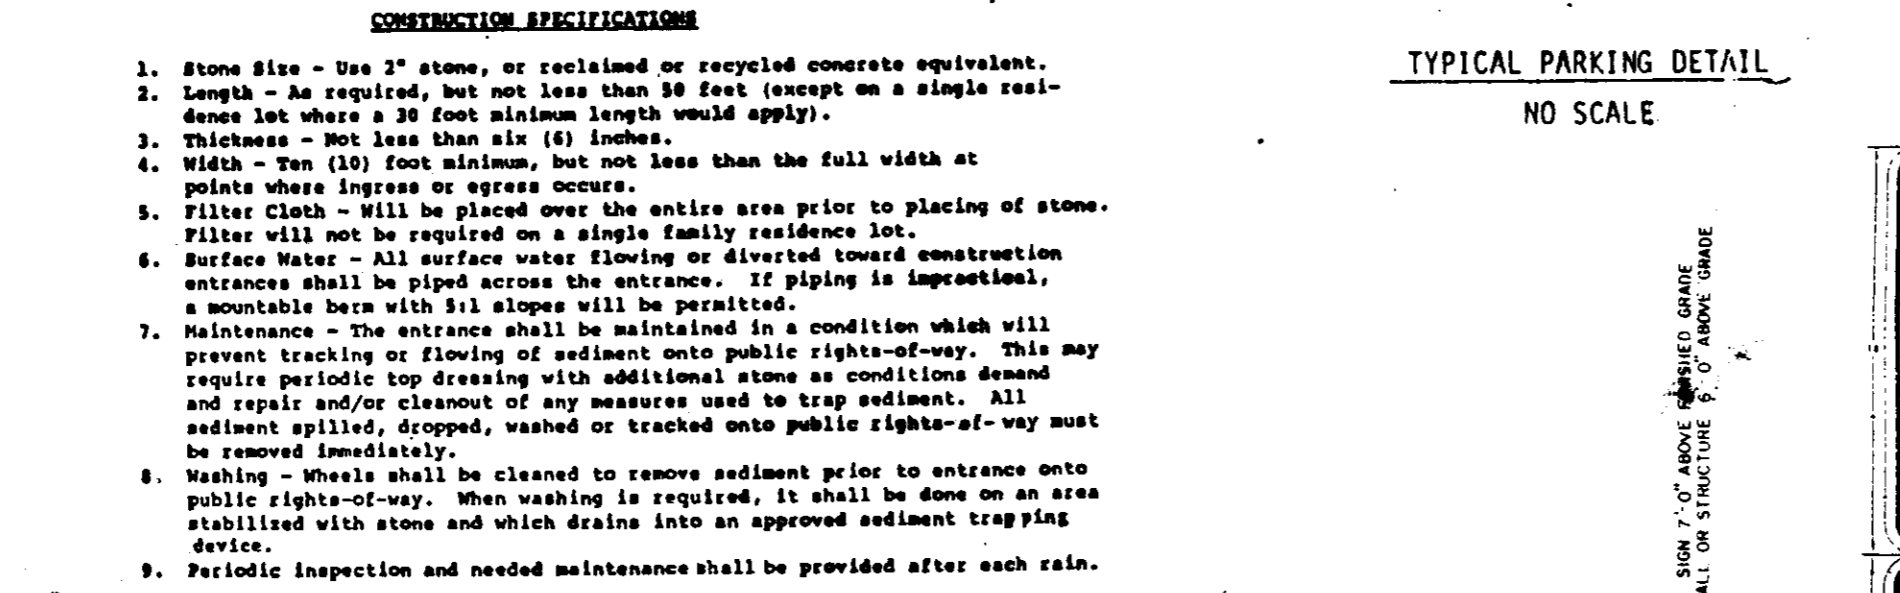 CONSTRUCTION SPECIFICATIONS
1. Stone Size - Use 2" stone, or reclaimed or recycled concrete equivalent.
2. Length - As required, but not less than 50 feet (except on a single resi-
dence lot where a 30 foot minimum length would apply).
3. Thickness - Not less than six (6) inches.
4. Width - Ten (10) foot minimum, but not less than the full width at
points where ingress or egress occurs.
5. Filter Cloth - Will be placed over the entire area prior to placing of stone.
Filter will not be required on a single family residence lot.
6. Surface Water - All surface water flowing or diverted toward construction
entrances shall be piped across the entrance. If piping is impractical,
a mountable berm with 5:1 slopes will be permitted.
7. Maintenance - The entrance shall be maintained in a condition which will
prevent tracking or flowing of sediment onto public rights-of-way. This may
require periodic top dressing with additional stone as conditions demand
and repair and/or cleanout of any measures used to trap sediment. All
sediment spilled, dropped, washed or tracked onto public rights-of-way must
be removed immediately.
8. Washing - Wheels shall be cleaned to remove sediment prior to entrance onto
public rights-of-way. When washing is required, it shall be done on an area
stabilized with stone and which drains into an approved sediment trapping
device.
9. Periodic inspection and needed maintenance shall be provided after each rain.
TYPICAL PARKING DETAIL
NO SCALE
SIGN 7'-0" ABOVE FINISHED GRADE
ALL OR STRUCTURE 6'0" ABOVE GRADE